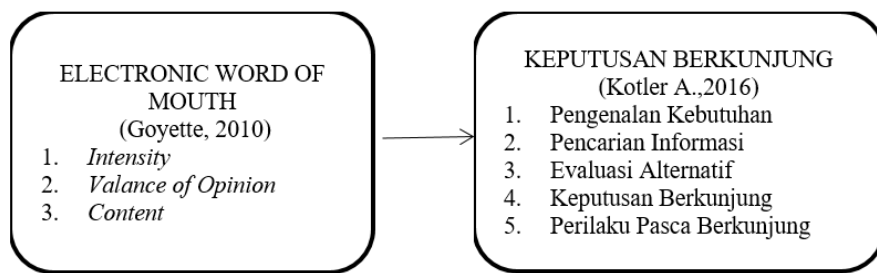 ELECTRONIC WORD OF
MOUTH
(Goyette, 2010)
1. Intensity
2. Valance of Opinion
3. Content
KEPUTUSAN BERKUNJUNG
(Kotler A.,2016)
1. Pengenalan Kebutuhan
2. Pencarian Informasi
3. Evaluasi Alternatif
4. Keputusan Berkunjung
5. Perilaku Pasca Berkunjung